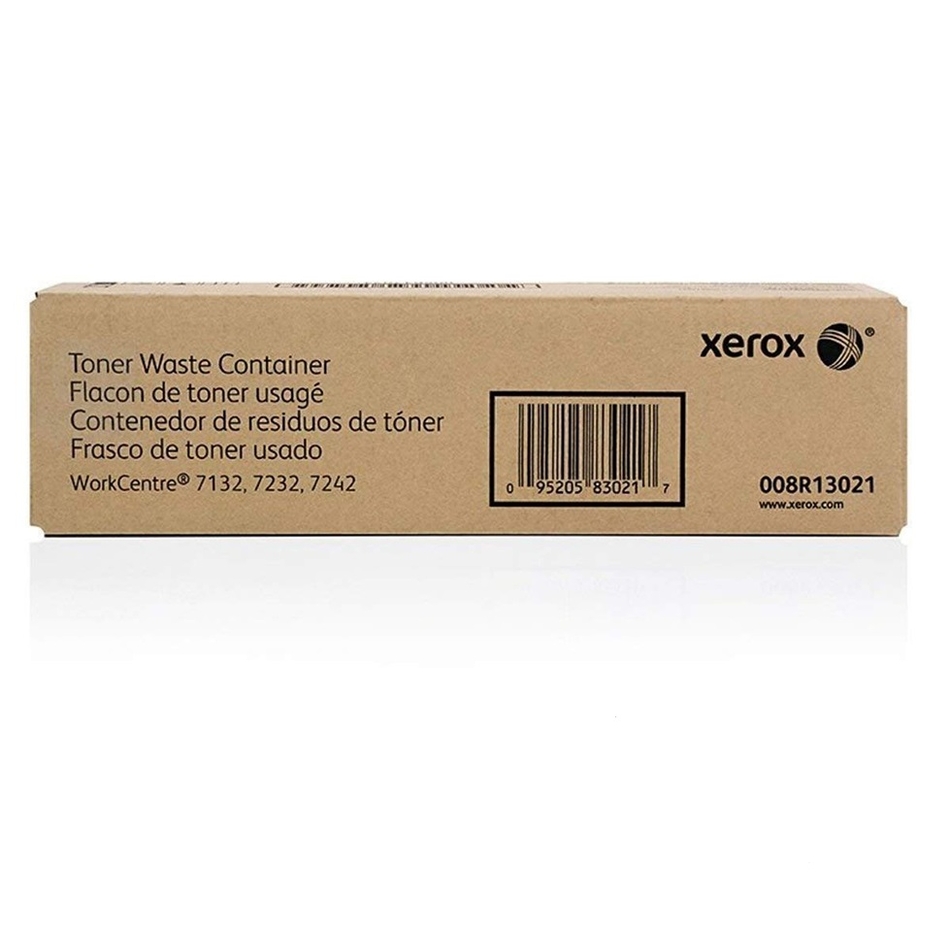 xerox ®
Toner Waste Container
Flacon de toner usagé
Contenedor de residuos de tóner
Frasco de toner usado
WorkCentre® 7132, 7232, 7242
0 95205 83021 7
008R13021
www.xerox.com